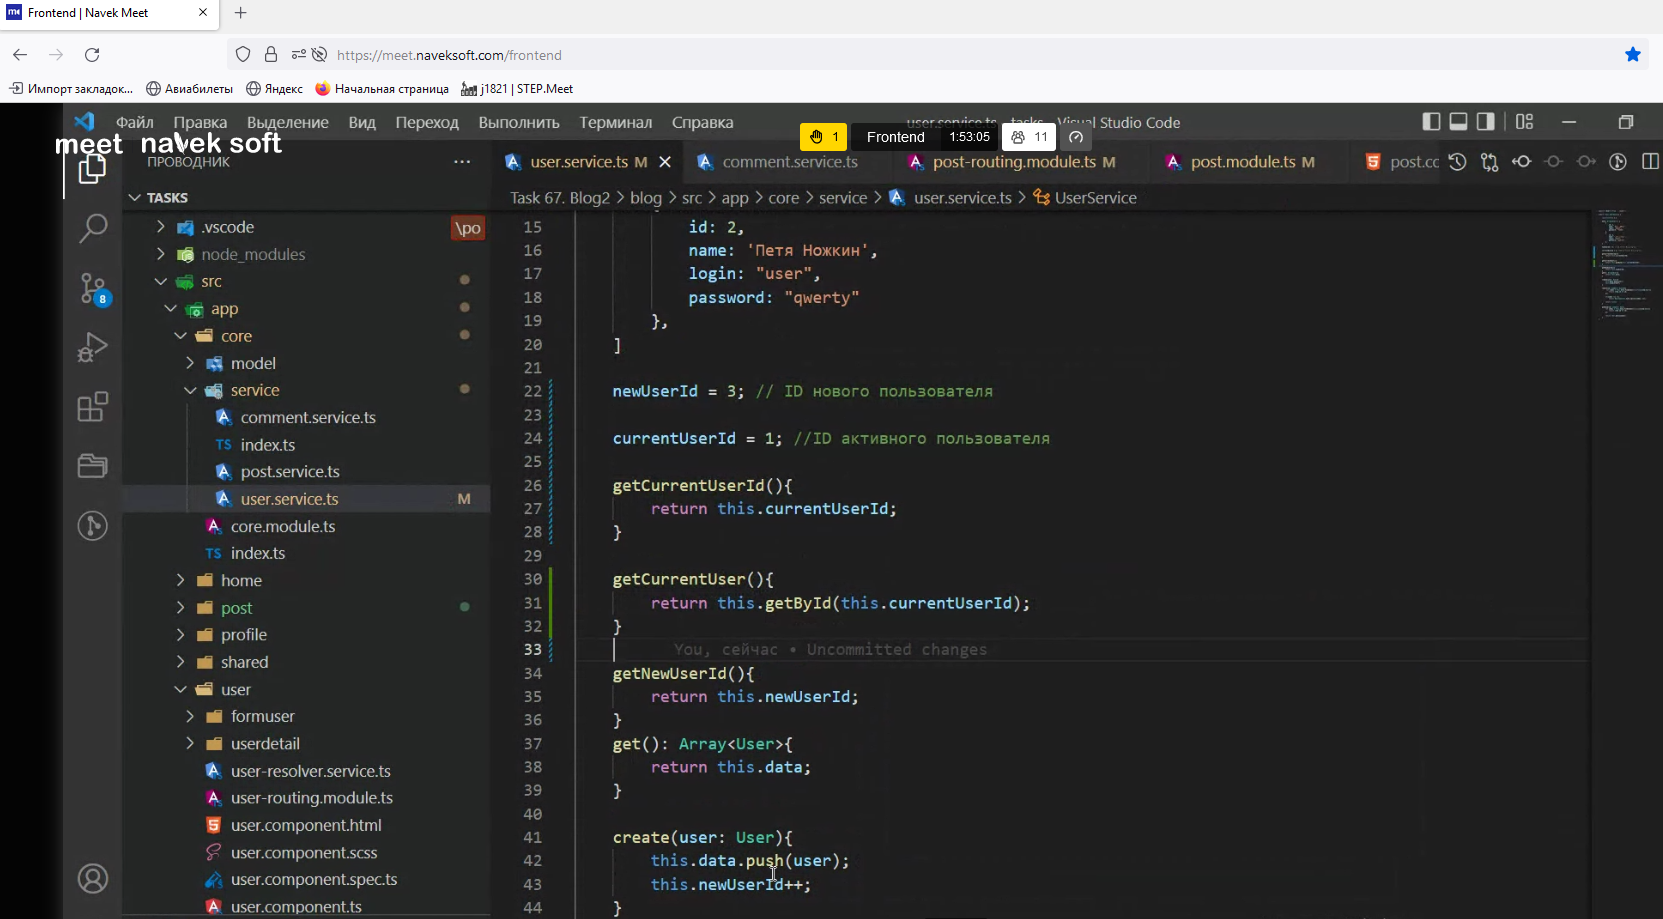 Frontend | Navek Meet
https://meet.naveksoft.com/frontend
Импорт закладок... Авиабилеты Яндекс Начальная страница j1821 | STEP.Meet
Файл Правка Выделение Вид Переход Выполнить Терминал Справка user.service.ts - tasks - Visual Studio Code
meet navek soft
1 Frontend 1:53:05 11
ПРОВОДНИК
user.service.ts M comment.service.ts post-routing.module.ts M post.module.ts M post.cc
TASKS
Task 67. Blog2 > blog > src > app > core > service > user.service.ts > UserService
.vscode
\po
node_modules
src
app
core
model
service
comment.service.ts
TS index.ts
post.service.ts
user.service.ts M
core.module.ts
TS index.ts
home
post
profile
shared
user
formuser
userdetail
user-resolver.service.ts
user-routing.module.ts
user.component.html
user.component.scss
user.component.spec.ts
user.component.ts
8
15 id: 2,
16 name: 'Петя Ножкин',
17 login: "user",
18 password: "qwerty"
19 },
20 ]
21
22 newUserId = 3; // ID нового пользователя
23
24 currentUserId = 1; //ID активного пользователя
25
26 getCurrentUserId(){
27 return this.currentUserId;
28 }
29
30 getCurrentUser(){
31 return this.getById(this.currentUserId);
32 }
33 You, сейчас • Uncommitted changes
34 getNewUserId(){
35 return this.newUserId;
36 }
37 get(): Array<User>{
38 return this.data;
39 }
40
41 create(user: User){
42 this.data.push(user);
43 this.newUserId++;
44 }